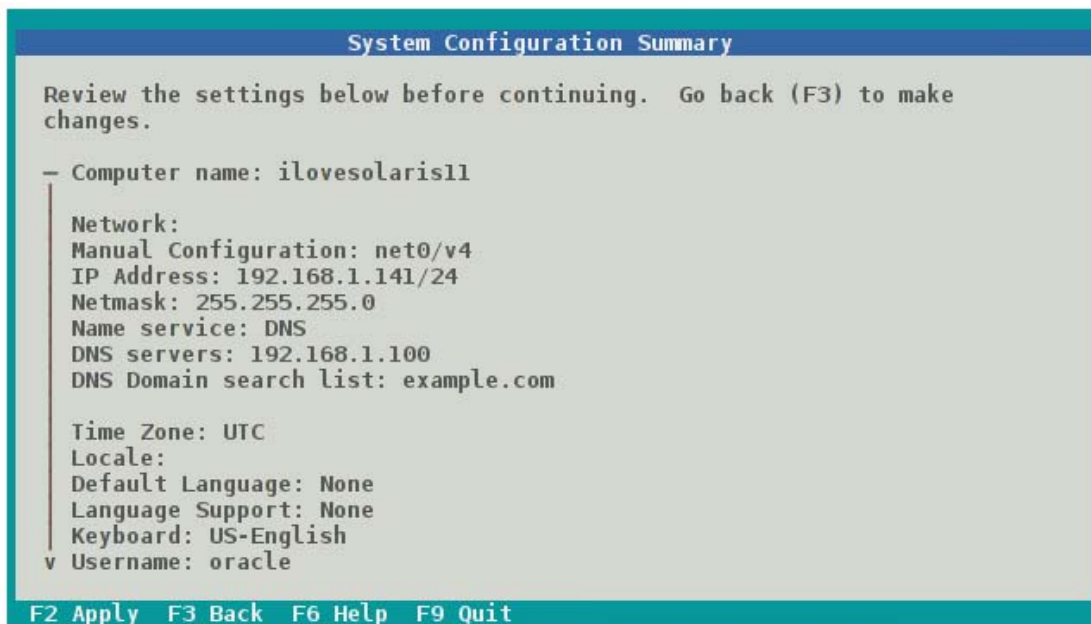 System Configuration Summary
Review the settings below before continuing.  Go back (F3) to make
changes.
Computer name: ilovesolaris11
Network:
Manual Configuration: net0/v4
IP Address: 192.168.1.141/24
Netmask: 255.255.255.0
Name service: DNS
DNS servers: 192.168.1.100
DNS Domain search list: example.com
Time Zone: UTC
Locale:
Default Language: None
Language Support: None
Keyboard: US-English
v Username: oracle
F2 Apply  F3 Back  F6 Help  F9 Quit